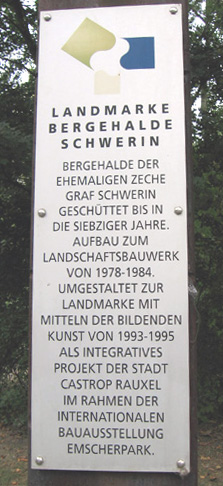 LANDMARKE
BERGEHALDE
SCHWERIN
BERGEHALDE DER
EHEMALIGEN ZECHE
GRAF SCHWERIN
GESCHÜTTET BIS IN
DIE SIEBZIGER JAHRE.
AUFBAU ZUM
LANDSCHAFTSBAUWERK
VON 1978-1984.
UMGESTALTET ZUR
LANDMARKE MIT
MITTELN DER BILDENDEN
KUNST VON 1993-1995
ALS INTEGRATIVES
PROJEKT DER STADT
CASTROP RAUXEL
IM RAHMEN DER
INTERNATIONALEN
BAUAUSSTELLUNG
EMSCHERPARK.